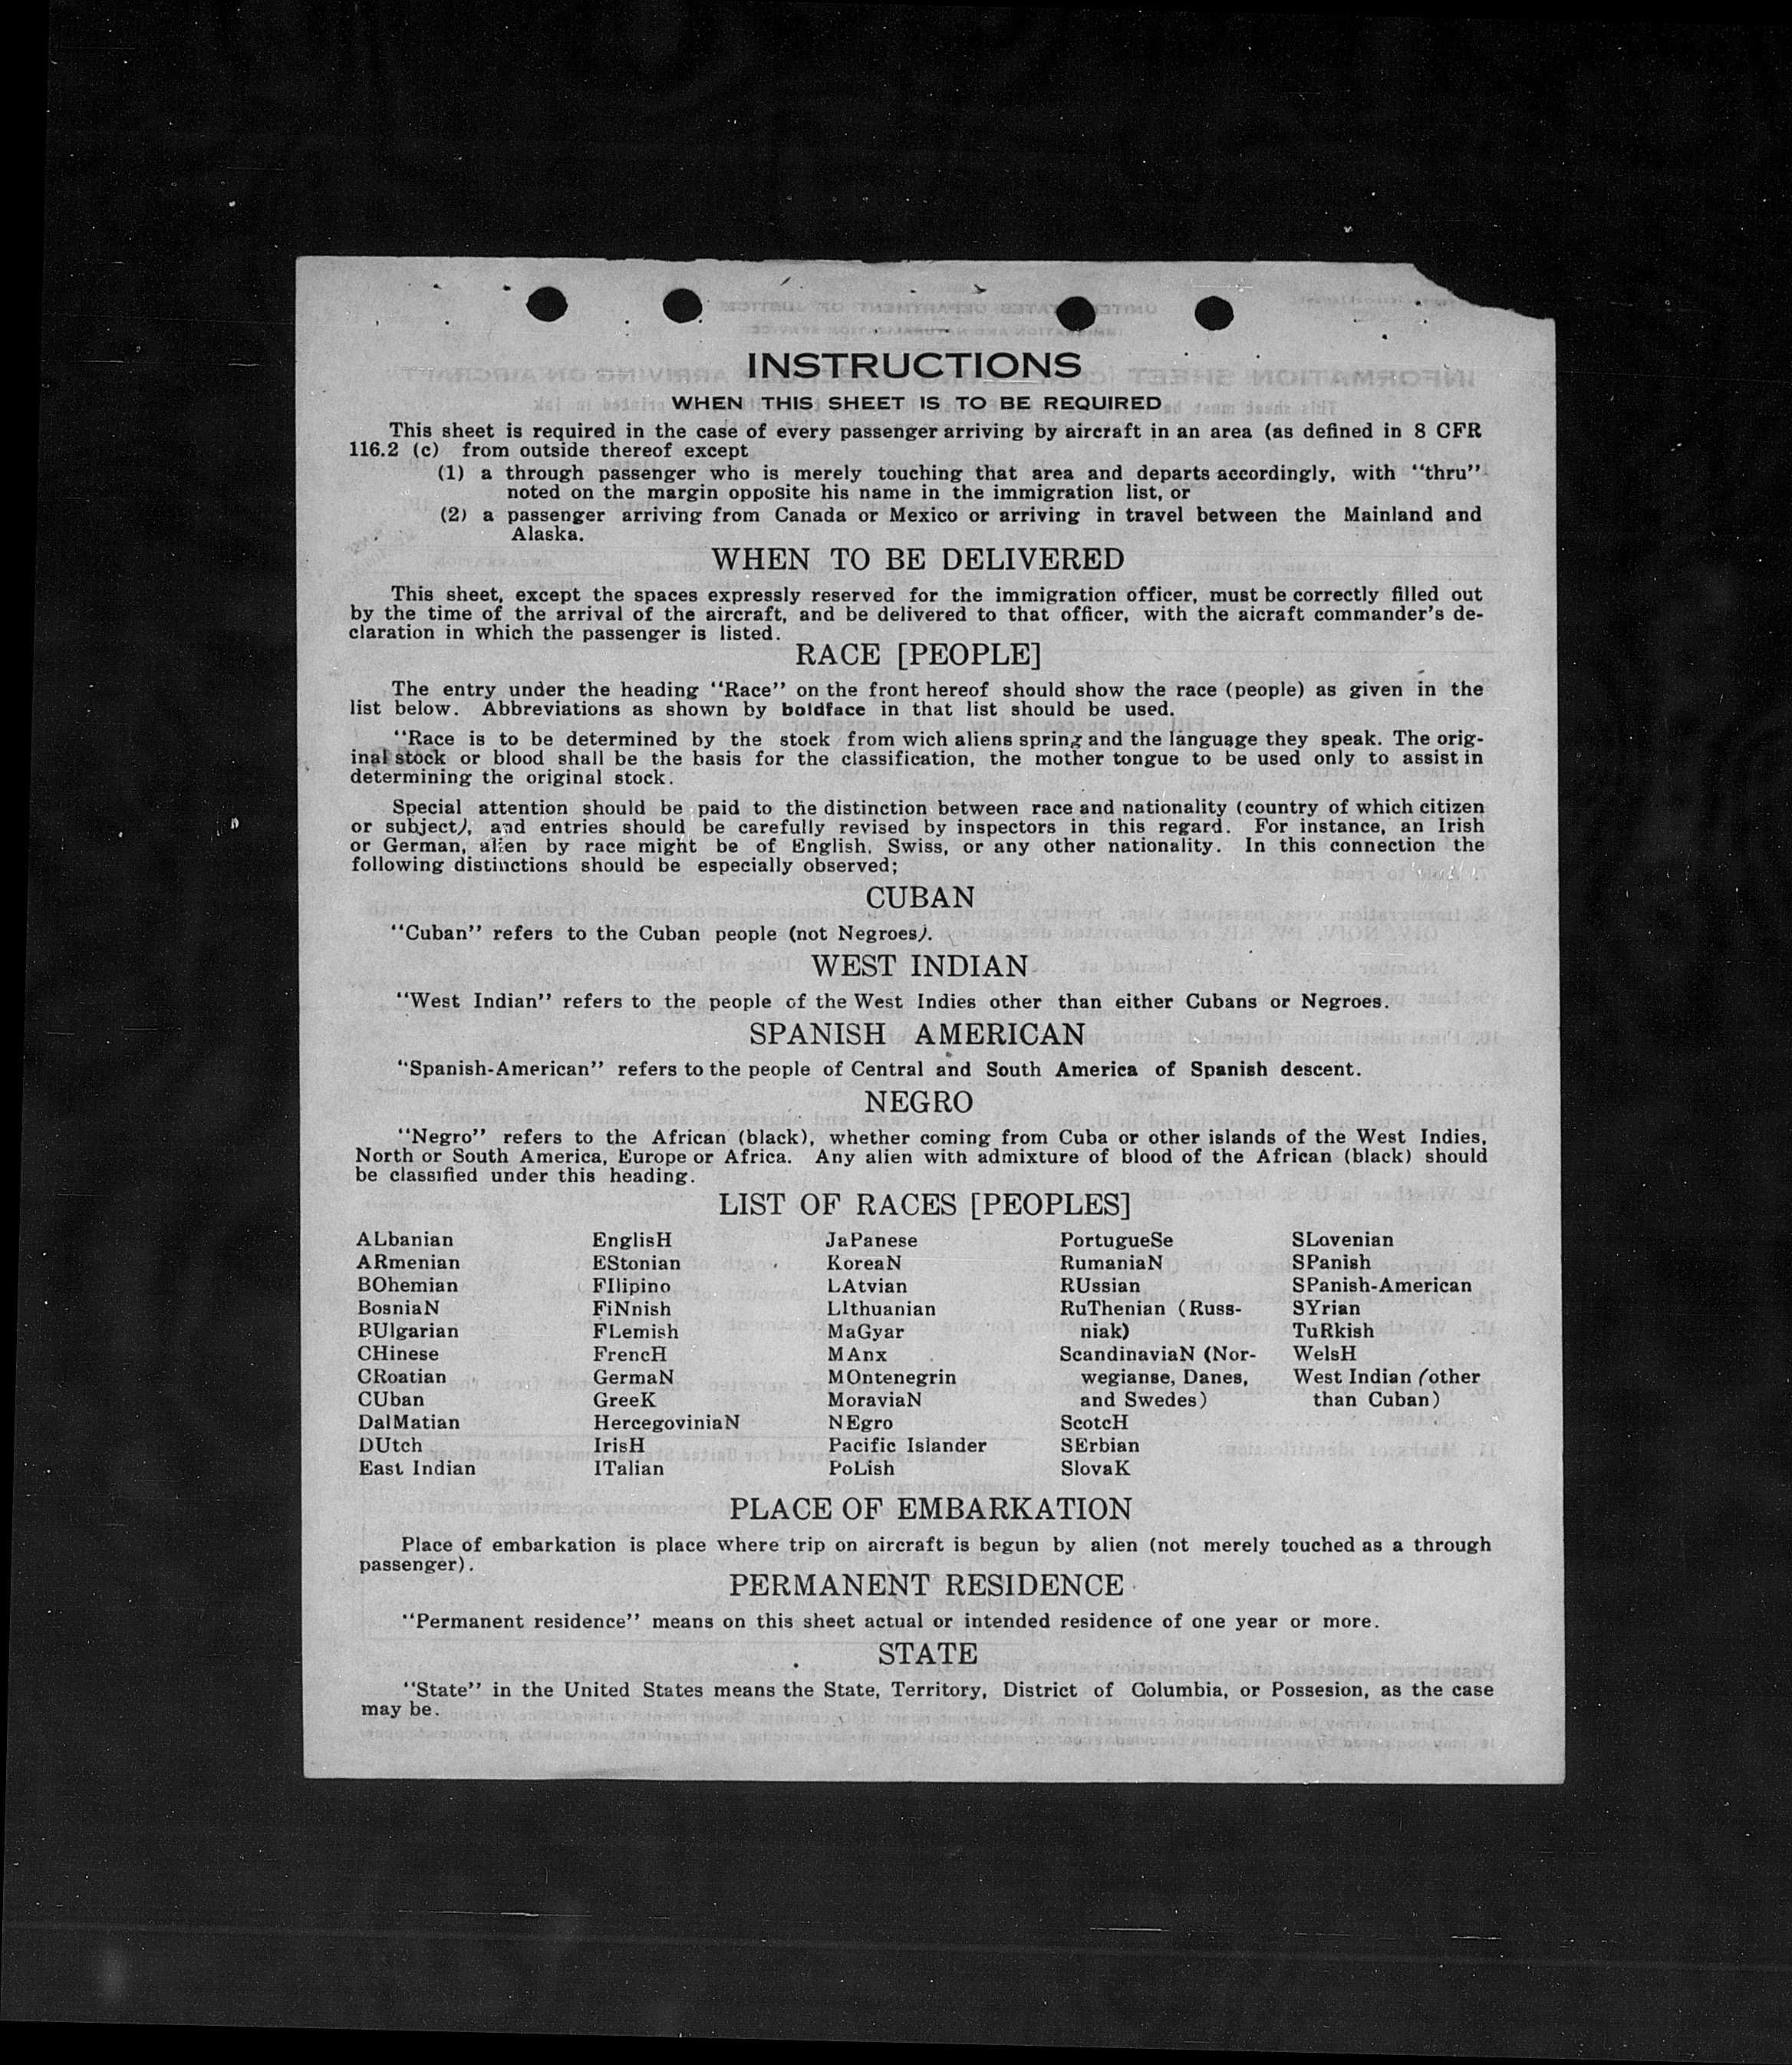 INSTRUCTIONS
WHEN THIS SHEET IS TO BE REQUIRED
This sheet is required in the case of every passenger arriving by aircraft in an area (as defined in 8 CFR
116.2 (c) from outside thereof except
(1) a through passenger who is merely touching that area and departs accordingly, with "thru"
noted on the margin opposite his name in the immigration list, or
(2) a passenger arriving from Canada or Mexico or arriving in travel between the Mainland and
Alaska.
WHEN TO BE DELIVERED
This sheet, except the spaces expressly reserved for the immigration officer, must be correctly filled out
by the time of the arrival of the aircraft, and be delivered to that officer, with the aicraft commander's de-
claration in which the passenger is listed.
RACE [PEOPLE]
The entry under the heading "Race" on the front hereof should show the race (people) as given in the
list below. Abbreviations as shown by boldface in that list should be used.
"Race is to be determined by the stock from wich aliens spring and the language they speak. The orig-
inal stock or blood shall be the basis for the classification, the mother tongue to be used only to assist in
determining the original stock.
Special attention should be paid to the distinction between race and nationality (country of which citizen
or subject), and entries should be carefully revised by inspectors in this regard. For instance, an Irish
or German, alien by race might be of English, Swiss, or any other nationality. In this connection the
following distinctions should be especially observed;
CUBAN
"Cuban" refers to the Cuban people (not Negroes).
WEST INDIAN
"West Indian" refers to the people of the West Indies other than either Cubans or Negroes.
SPANISH AMERICAN
"Spanish-American" refers to the people of Central and South America of Spanish descent.
NEGRO
"Negro" refers to the African (black), whether coming from Cuba or other islands of the West Indies,
North or South America, Europe or Africa. Any alien with admixture of blood of the African (black) should
be classified under this heading.
LIST OF RACES [PEOPLES]
ALbanian
ARmenian
BOhemian
BosniaN
BUlgarian
CHinese
CRoatian
CUban
DalMatian
DUtch
East Indian
EnglisH
EStonian
FIlipino
FiNnish
FLemish
FrencH
GermaN
GreeK
HercegoviniaN
IrisH
ITalian
JaPanese
KoreaN
LAtvian
LIthuanian
MaGyar
MAnx
MOntenegrin
MoraviaN
NEgro
Pacific Islander
PoLish
PortugueSe
RumaniaN
RUssian
RuThenian (Russ-
niak)
ScandinaviaN (Nor-
wegianse, Danes,
and Swedes)
ScotcH
SErbian
SlovaK
SLovenian
SPanish
SPanish-American
SYrian
TuRkish
WelsH
West Indian (other
than Cuban)
PLACE OF EMBARKATION
Place of embarkation is place where trip on aircraft is begun by alien (not merely touched as a through
passenger).
PERMANENT RESIDENCE
"Permanent residence" means on this sheet actual or intended residence of one year or more.
STATE
"State" in the United States means the State, Territory, District of Columbia, or Possesion, as the case
may be.